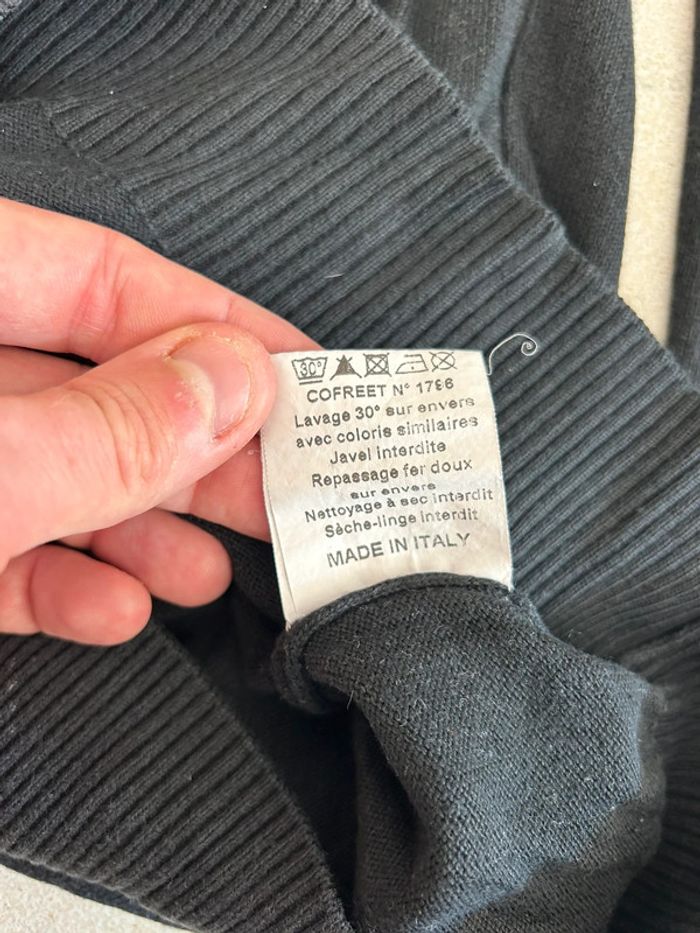 30°
COFREET N° 1786
Lavage 30° sur envers
avec coloris similaires
Javel interdite
Repassage fer doux
sur envers
Nettoyage à sec interdit
Sèche-linge interdit
MADE IN ITALY